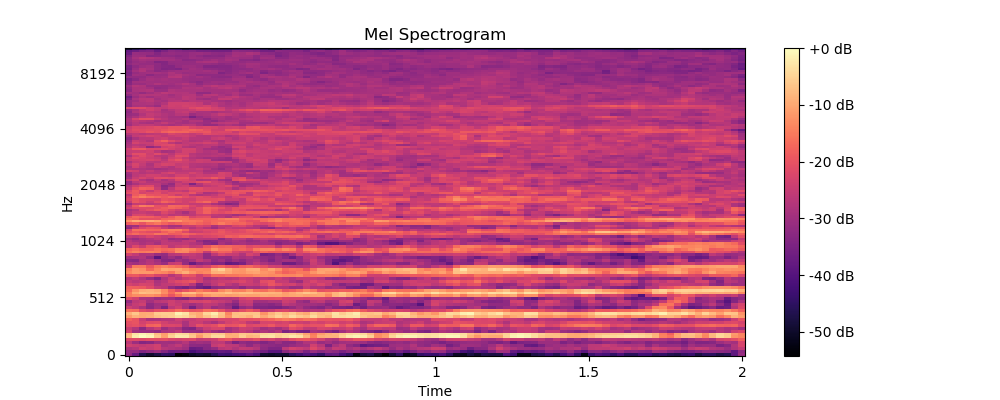 Mel Spectrogram
Hz
8192
4096
2048
1024
512
0
0 0.5 1 1.5 2
Time
+0 dB
-10 dB
-20 dB
-30 dB
-40 dB
-50 dB